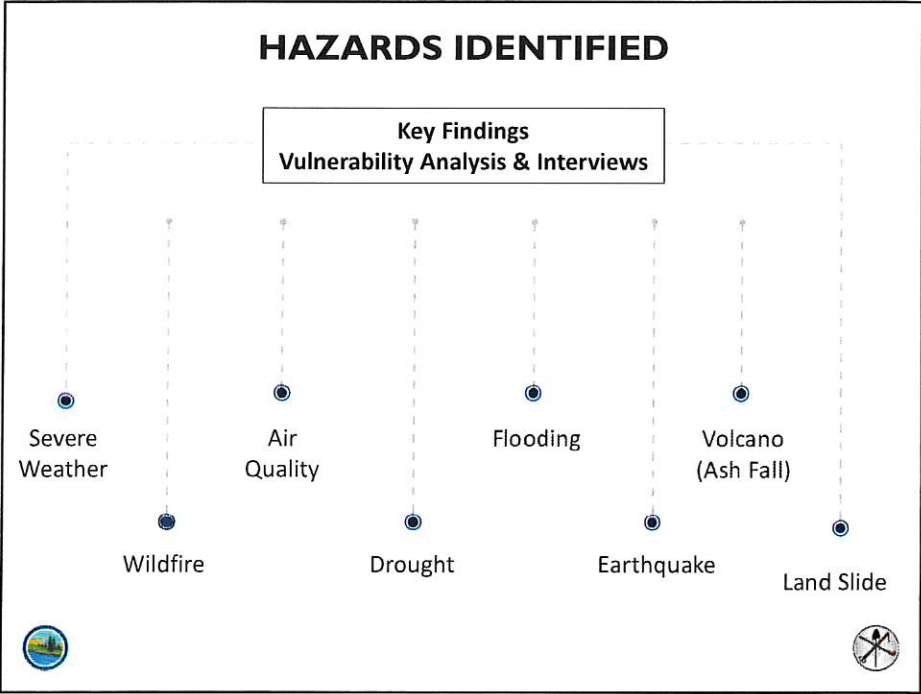 HAZARDS IDENTIFIED
Key Findings
Vulnerability Analysis & Interviews
Severe
Weather
Wildfire
Air
Quality
Drought
Flooding
Earthquake
Volcano
(Ash Fall)
Land Slide